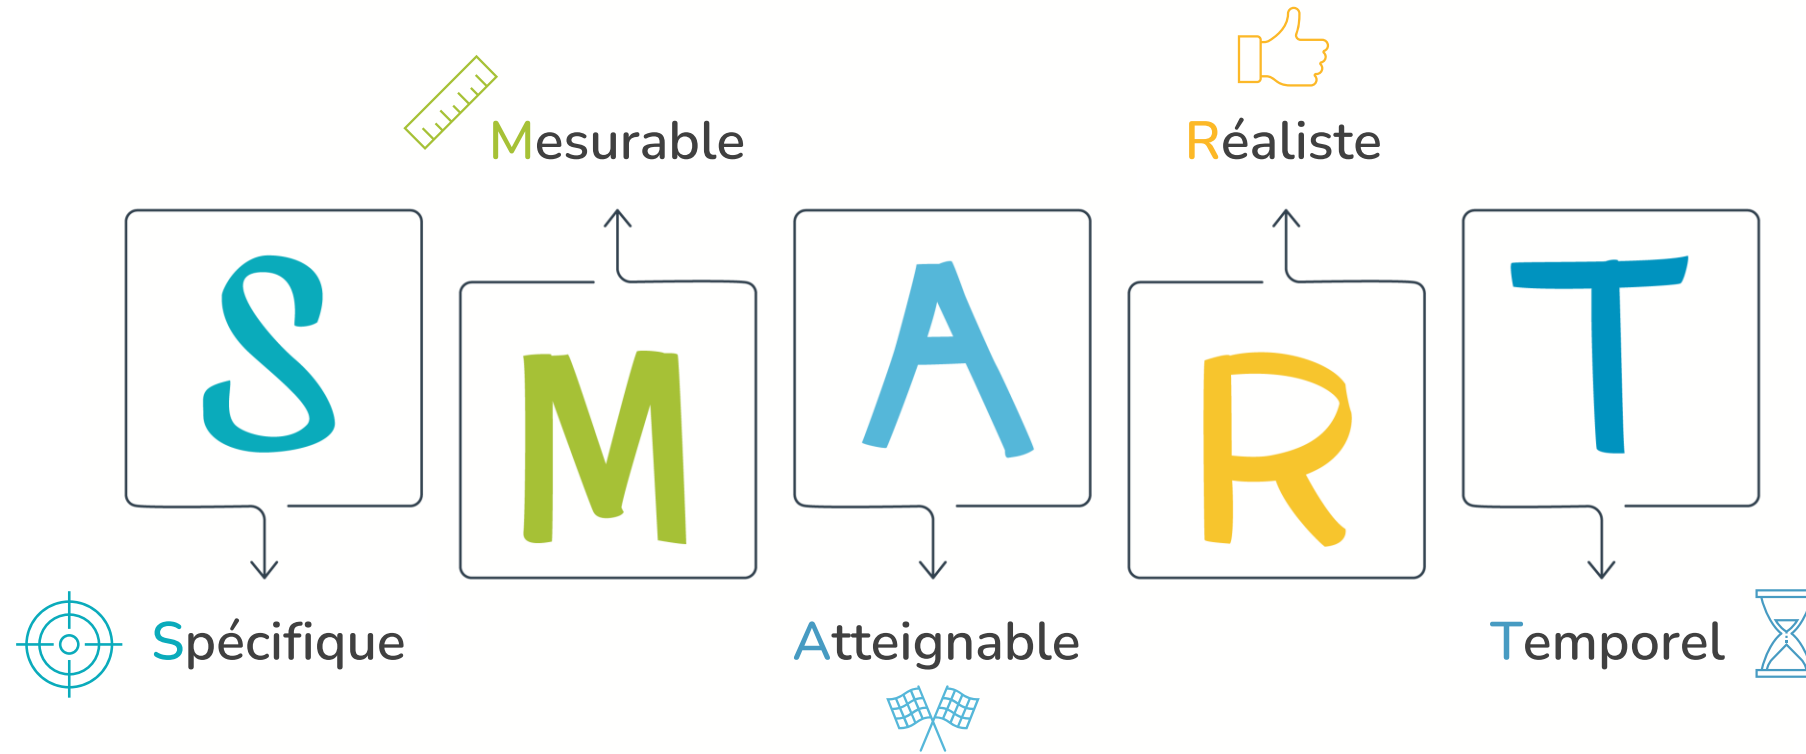 Mesurable
Réaliste
S M A R T
Spécifique
Atteignable
Temporel